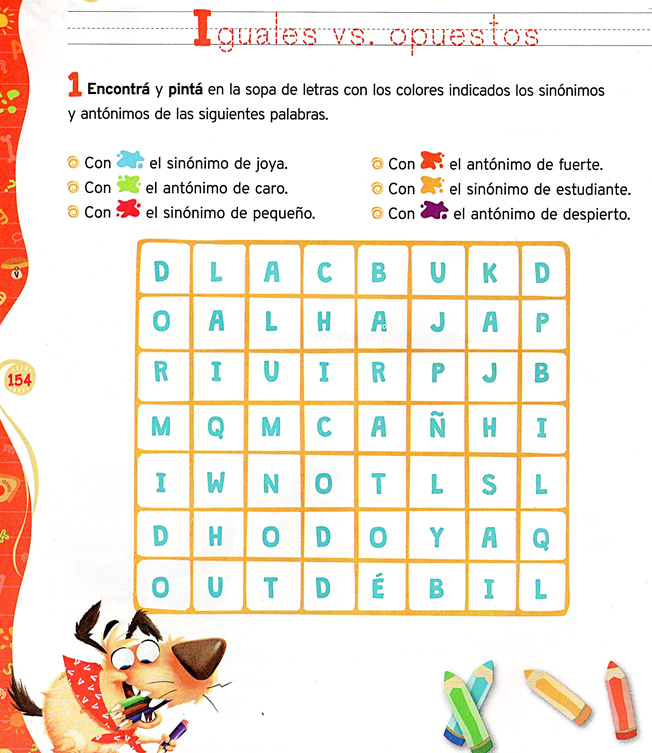 Iguales vs. opuestos
1 Encontrá y pintá en la sopa de letras con los colores indicados los sinónimos
y antónimos de las siguientes palabras.
Con el sinónimo de joya.
Con el antónimo de caro.
Con el sinónimo de pequeño.
Con el antónimo de fuerte.
Con el sinónimo de estudiante.
Con el antónimo de despierto.
D L A C B U K D
O A L H A J A P
R I U I R P J B
M Q M C A Ñ H I
I W N O T L S L
D H O D O Y A Q
O U T D É B I L
154